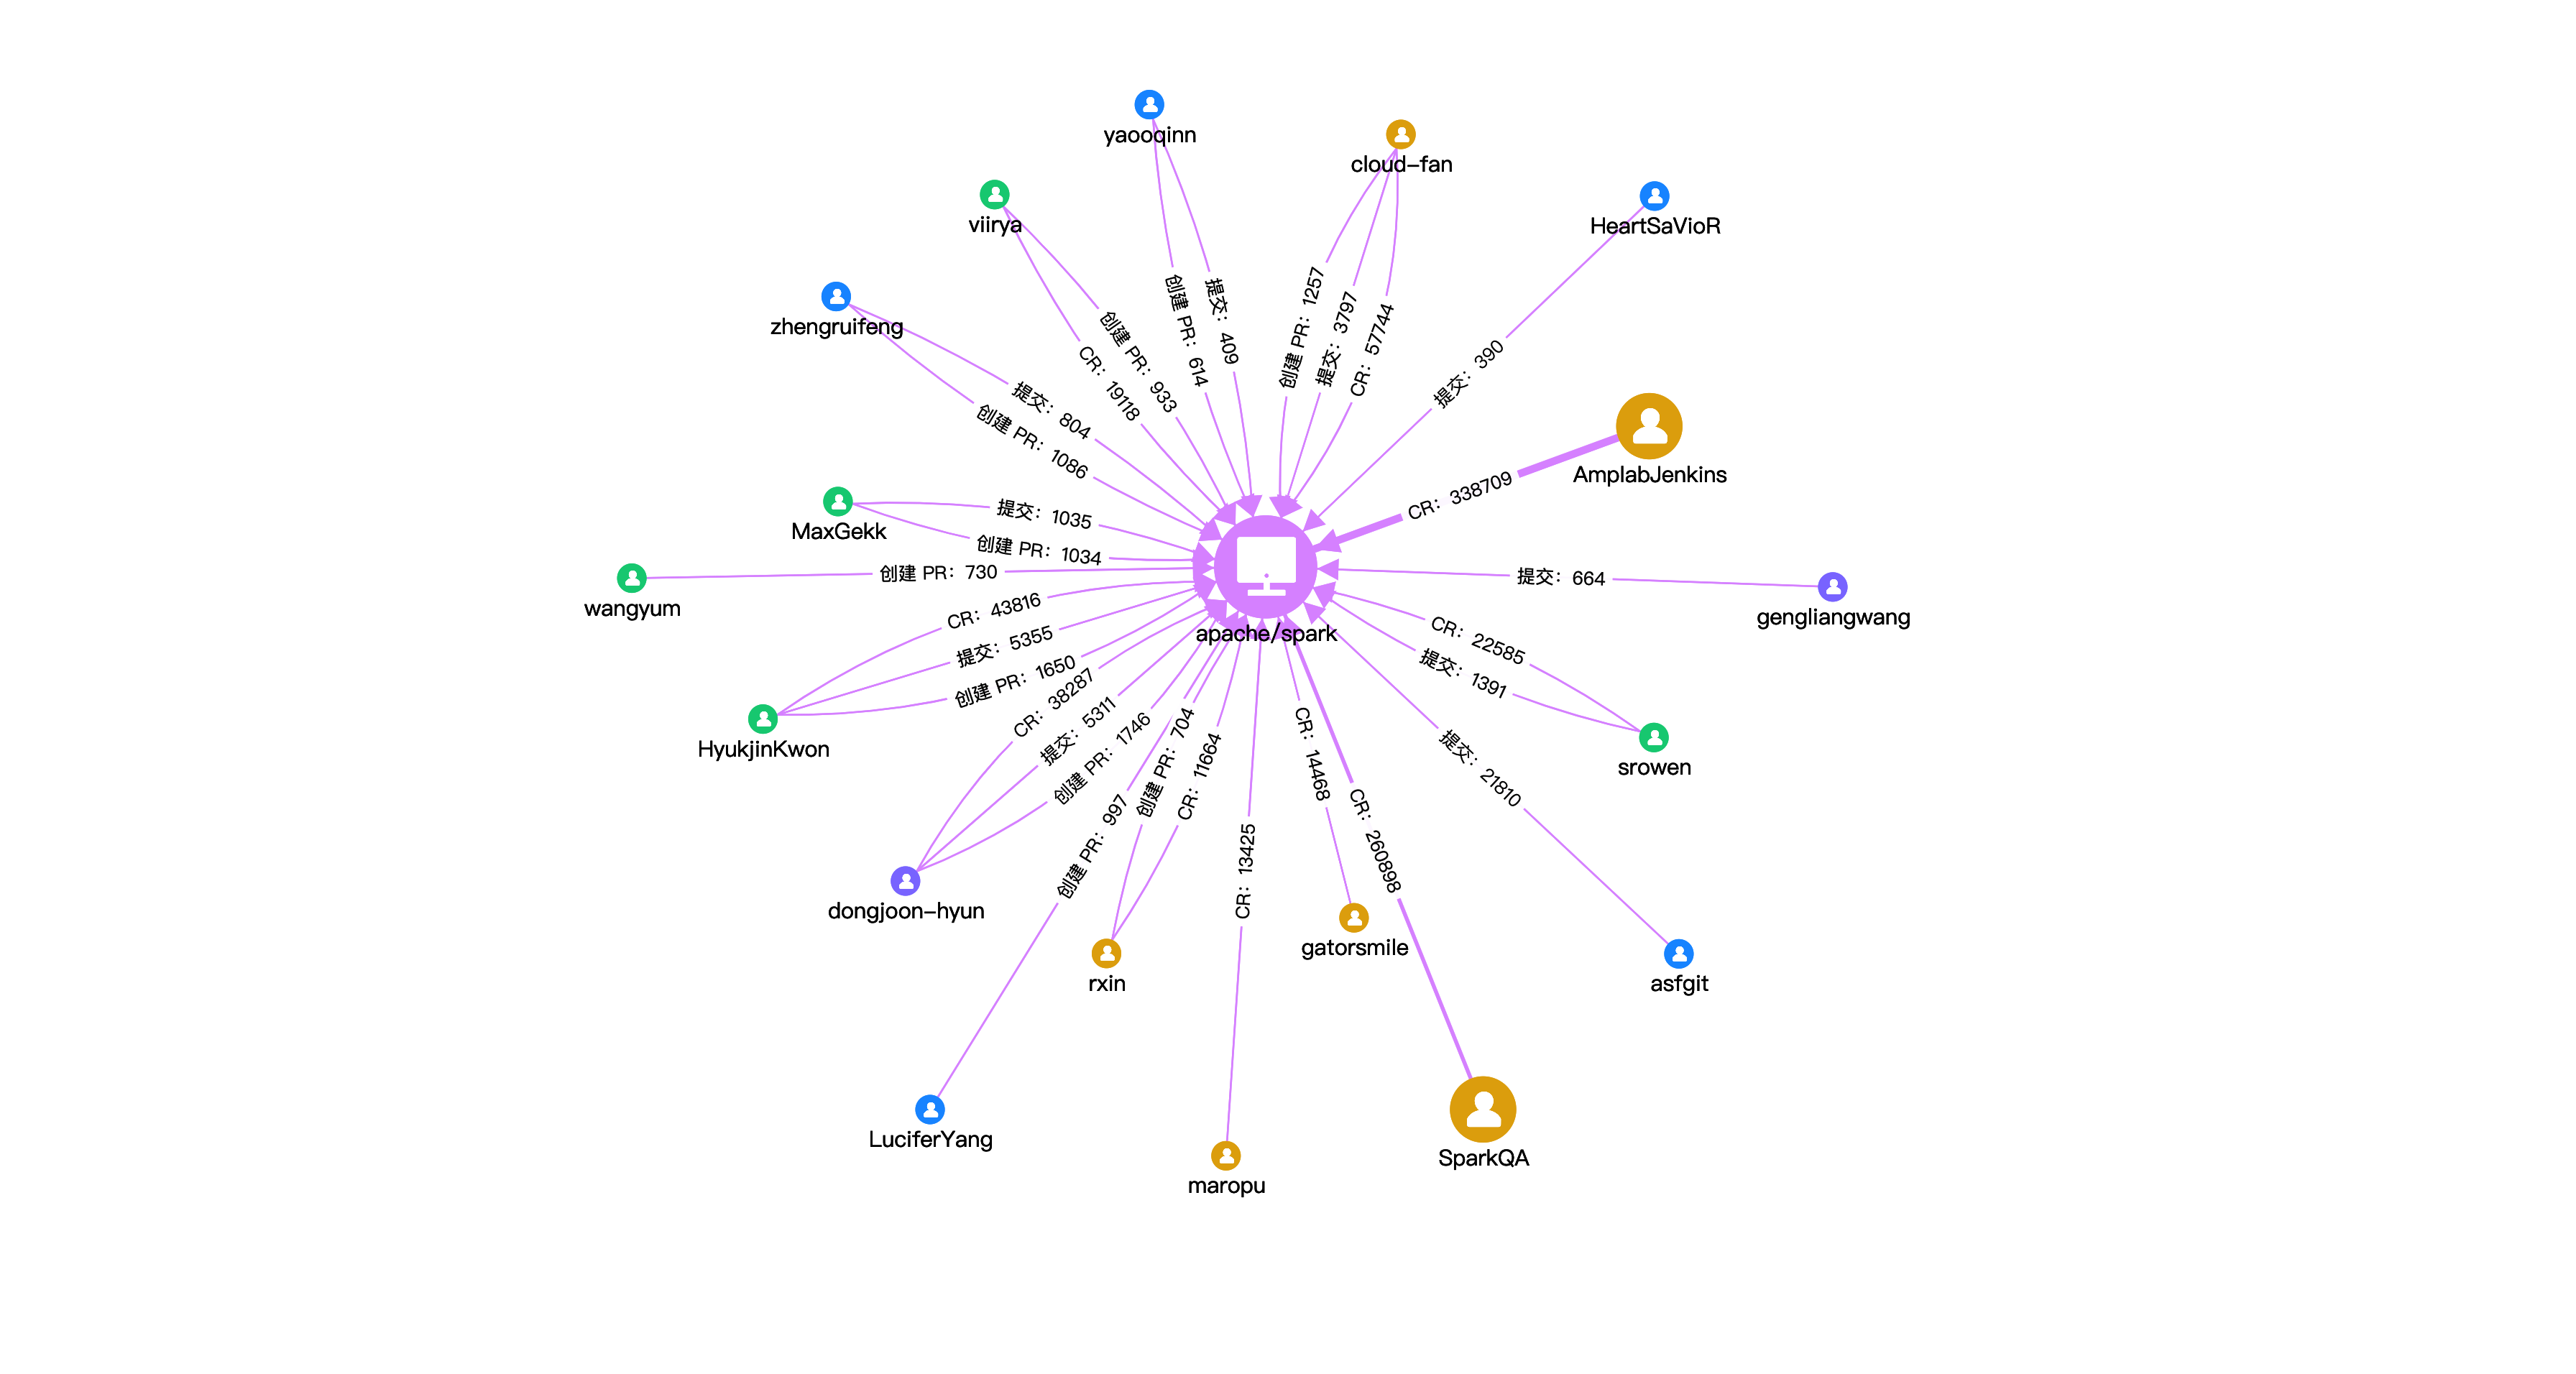 yaooqinn
cloud-fan
viirya
HeartSaVioR
zhengruifeng
创建 PR：614
提交：409
创建 PR：1257
提交：3797
CR：57744
创建 PR：933
CR：19118
提交：390
提交：804
创建 PR：1086
AmplabJenkins
CR：338709
MaxGekk
提交：1035
创建 PR：1034
wangyum
创建 PR：730
提交：664
gengliangwang
apache/spark
CR：43816
提交：5355
创建 PR：1650
HyukjinKwon
CR：22585
提交：1391
srowen
CR：38287
提交：5311
创建 PR：1746
dongjoon-hyun
创建 PR：704
CR：11664
创建 PR：997
CR：13425
CR：14468
CR：260898
提交：21810
rxin
gatorsmile
asfgit
LuciferYang
maropu
SparkQA